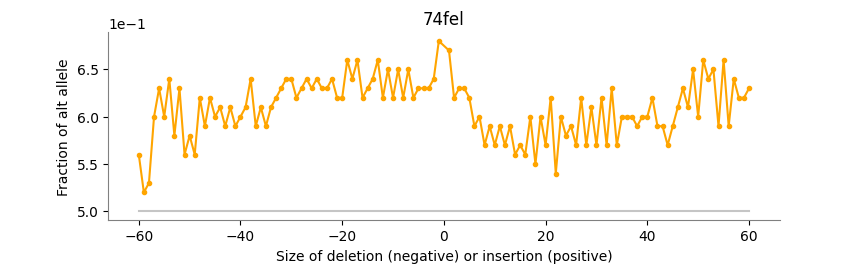 74fel
1e−1
Fraction of alt allele
6.5
6.0
5.5
5.0
−60
−40
−20
0
20
40
60
Size of deletion (negative) or insertion (positive)